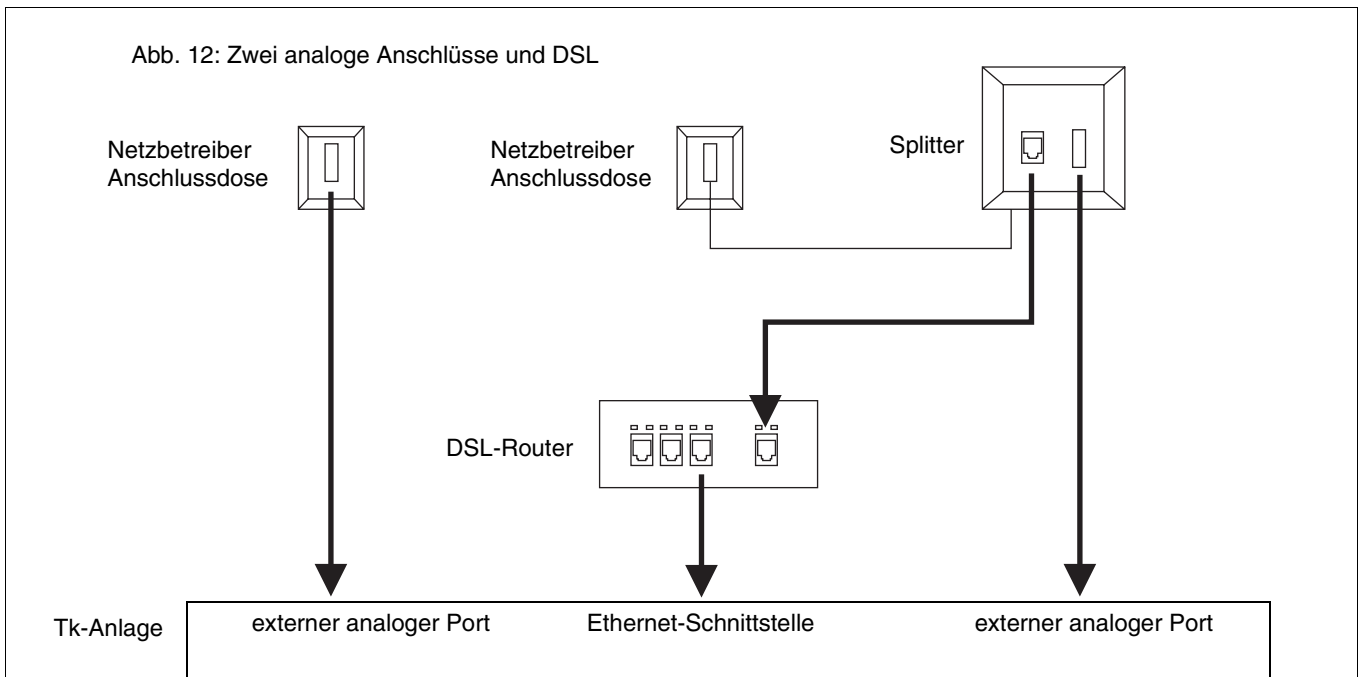 Abb. 12: Zwei analoge Anschlüsse und DSL
Netzbetreiber
Anschlussdose
Netzbetreiber
Anschlussdose
Splitter
DSL-Router
Tk-Anlage
externer analoger Port
Ethernet-Schnittstelle
externer analoger Port